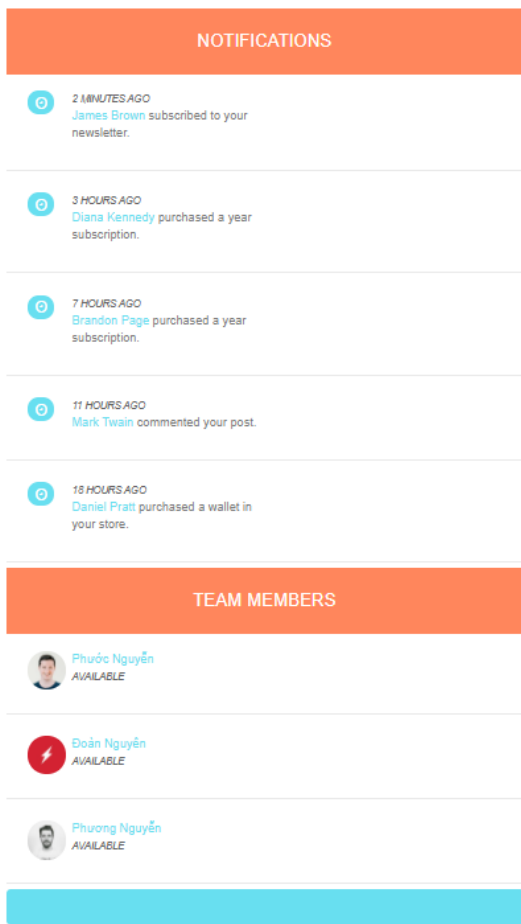 NOTIFICATIONS
2 MINUTES AGO
James Brown subscribed to your
newsletter.
3 HOURS AGO
Diana Kennedy purchased a year
subscription.
7 HOURS AGO
Brandon Page purchased a year
subscription.
11 HOURS AGO
Mark Twain commented your post.
18 HOURS AGO
Daniel Pratt purchased a wallet in
your store.
TEAM MEMBERS
Phước Nguyễn
AVAILABLE
Đoàn Nguyên
AVAILABLE
Phương Nguyễn
AVAILABLE